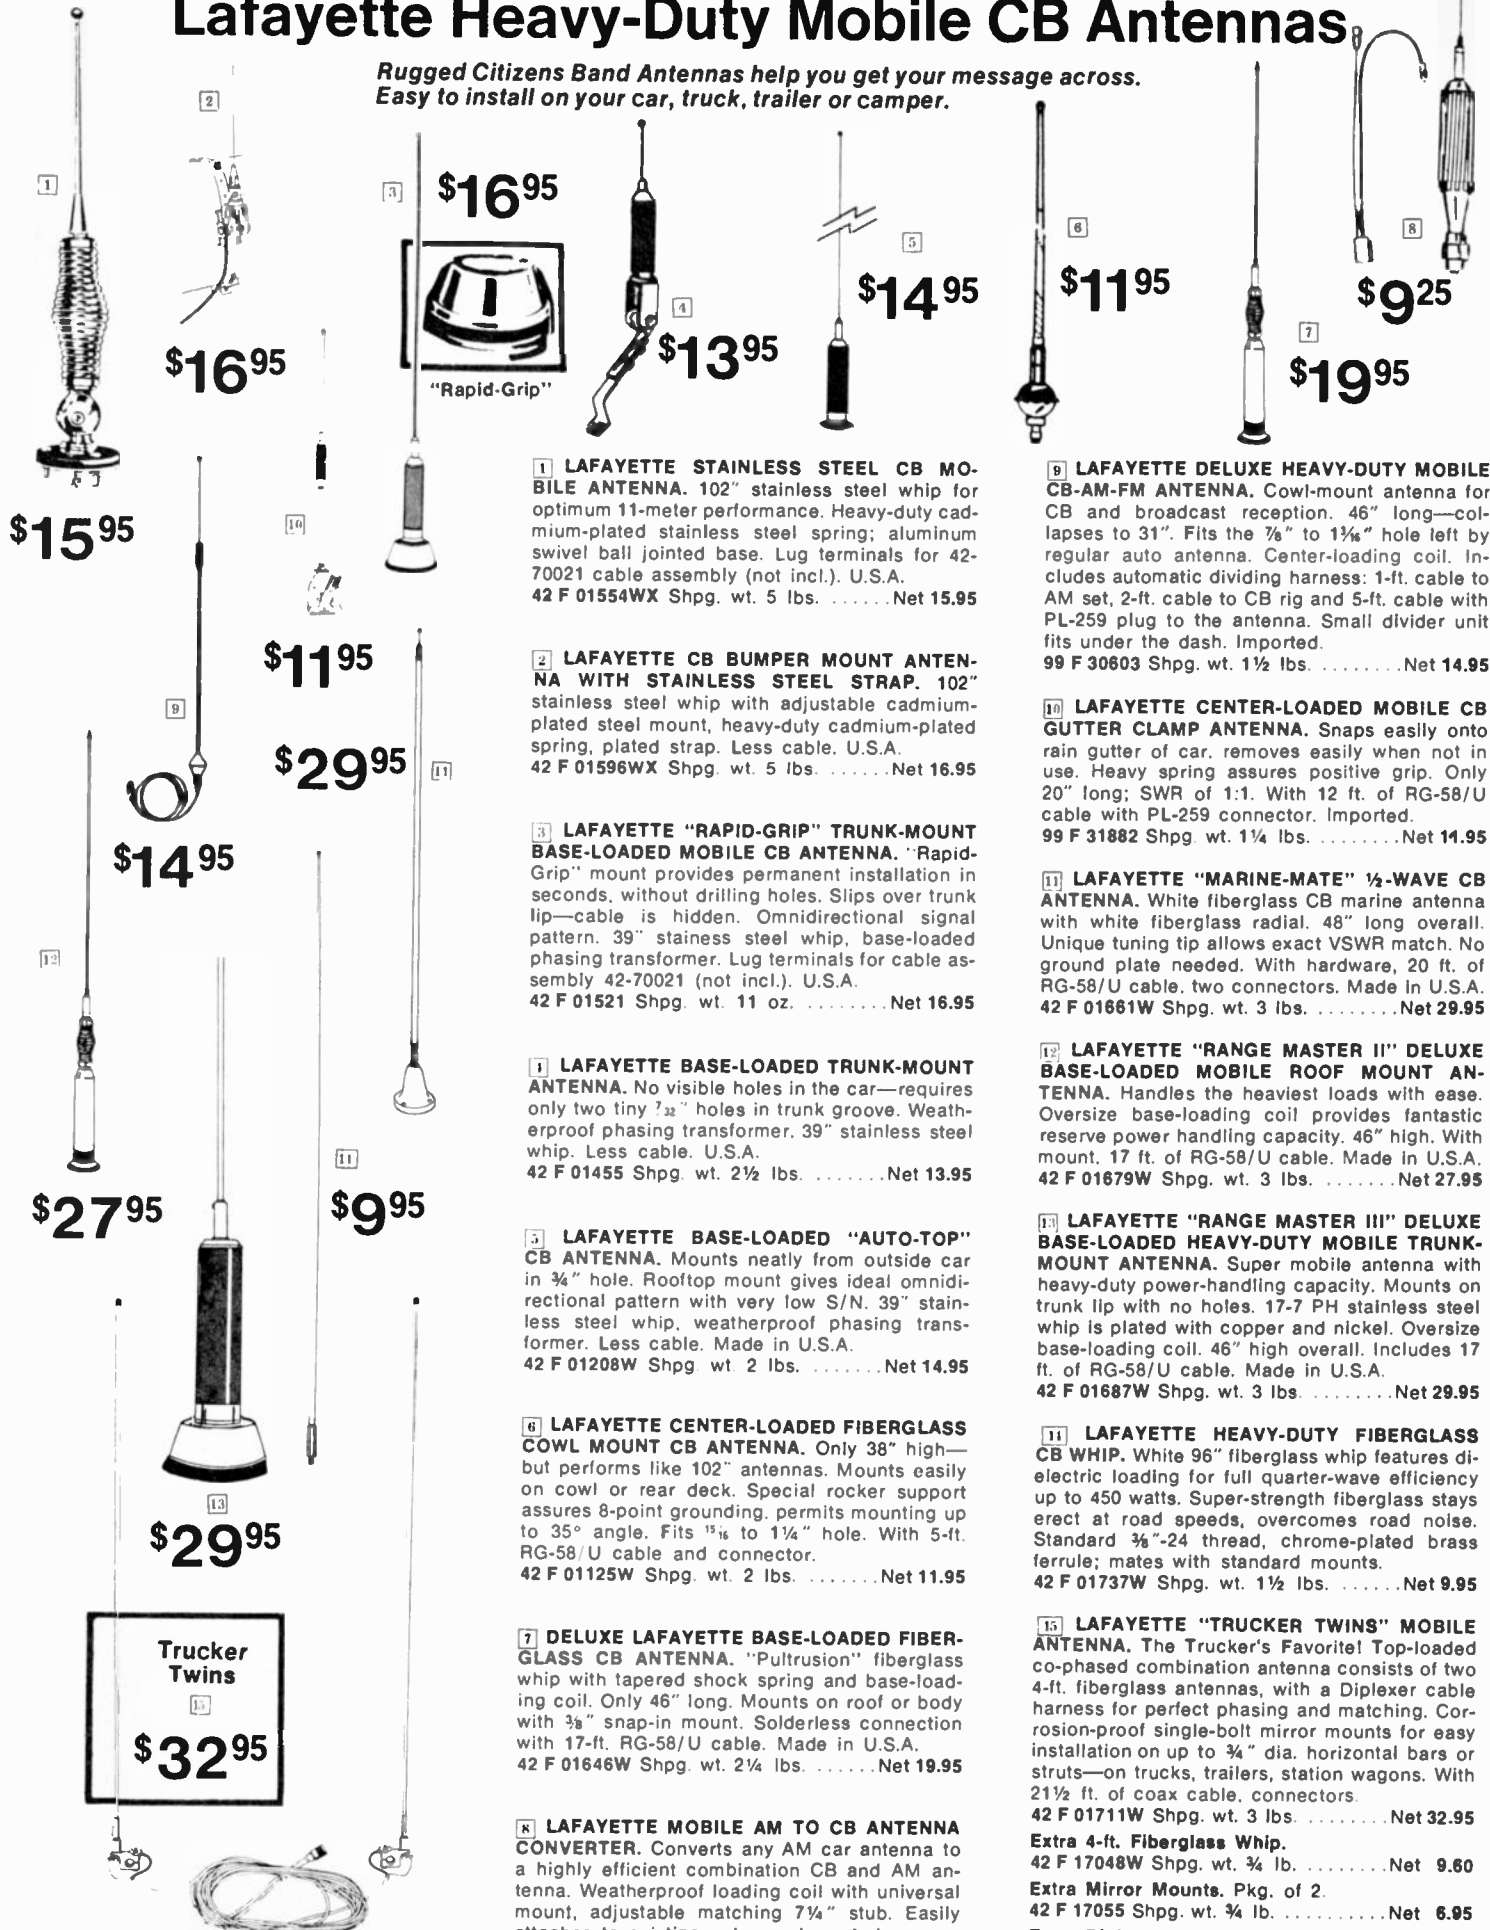 Lafayette Heavy-Duty Mobile CB Antennas
Rugged Citizens Band Antennas help you get your message across.
Easy to install on your car, truck, trailer or camper.
1
$15 95
2
$16 95
3
$16 95
"Rapid-Grip"
4
$13 95
5
$14 95
6
$11 95
7
$19 95
8
$9 25
10
$11 95
9
$14 95
$29 95
11
12
$27 95
11
$9 95
13
$29 95
Trucker
Twins
15
$32 95
1 LAFAYETTE STAINLESS STEEL CB MO-
BILE ANTENNA. 102" stainless steel whip for
optimum 11-meter performance. Heavy-duty cad-
mium-plated stainless steel spring; aluminum
swivel ball jointed base. Lug terminals for 42-
70021 cable assembly (not incl.). U.S.A.
42 F 01554WX Shpg. wt. 5 lbs. ......Net 15.95
2 LAFAYETTE CB BUMPER MOUNT ANTEN-
NA WITH STAINLESS STEEL STRAP. 102"
stainless steel whip with adjustable cadmium-
plated steel mount, heavy-duty cadmium-plated
spring, plated strap. Less cable. U.S.A.
42 F 01596WX Shpg. wt. 5 lbs. ......Net 16.95
3 LAFAYETTE "RAPID-GRIP" TRUNK-MOUNT
BASE-LOADED MOBILE CB ANTENNA. "Rapid-
Grip" mount provides permanent installation in
seconds, without drilling holes. Slips over trunk
lip—cable is hidden. Omnidirectional signal
pattern. 39" stainess steel whip, base-loaded
phasing transformer. Lug terminals for cable as-
sembly 42-70021 (not incl.). U.S.A.
42 F 01521 Shpg. wt. 11 oz. ........Net 16.95
4 LAFAYETTE BASE-LOADED TRUNK-MOUNT
ANTENNA. No visible holes in the car—requires
only two tiny 7/32" holes in trunk groove. Weath-
erproof phasing transformer. 39" stainless steel
whip. Less cable. U.S.A.
42 F 01455 Shpg. wt. 2½ lbs. .......Net 13.95
5 LAFAYETTE BASE-LOADED "AUTO-TOP"
CB ANTENNA. Mounts neatly from outside car
in ¾" hole. Rooftop mount gives ideal omnidi-
rectional pattern with very low S/N. 39" stain-
less steel whip, weatherproof phasing trans-
former. Less cable. Made in U.S.A.
42 F 01208W Shpg. wt. 2 lbs. .......Net 14.95
6 LAFAYETTE CENTER-LOADED FIBERGLASS
COWL MOUNT CB ANTENNA. Only 38" high—
but performs like 102" antennas. Mounts easily
on cowl or rear deck. Special rocker support
assures 8-point grounding, permits mounting up
to 35° angle. Fits 15/16 to 1¼" hole. With 5-ft.
RG-58/U cable and connector.
42 F 01125W Shpg. wt. 2 lbs. .......Net 11.95
7 DELUXE LAFAYETTE BASE-LOADED FIBER-
GLASS CB ANTENNA. "Pultrusion" fiberglass
whip with tapered shock spring and base-load-
ing coil. Only 46" long. Mounts on roof or body
with ⅜" snap-in mount. Solderless connection
with 17-ft. RG-58/U cable. Made in U.S.A.
42 F 01646W Shpg. wt. 2¼ lbs. ......Net 19.95
8 LAFAYETTE MOBILE AM TO CB ANTENNA
CONVERTER. Converts any AM car antenna to
a highly efficient combination CB and AM an-
tenna. Weatherproof loading coil with universal
mount, adjustable matching 7¼" stub. Easily
9 LAFAYETTE DELUXE HEAVY-DUTY MOBILE
CB-AM-FM ANTENNA. Cowl-mount antenna for
CB and broadcast reception. 46" long—col-
lapses to 31". Fits the ⅞" to 1 3/16" hole left by
regular auto antenna. Center-loading coil. In-
cludes automatic dividing harness: 1-ft. cable to
AM set, 2-ft. cable to CB rig and 5-ft. cable with
PL-259 plug to the antenna. Small divider unit
fits under the dash. Imported.
99 F 30603 Shpg. wt. 1½ lbs. ........Net 14.95
10 LAFAYETTE CENTER-LOADED MOBILE CB
GUTTER CLAMP ANTENNA. Snaps easily onto
rain gutter of car, removes easily when not in
use. Heavy spring assures positive grip. Only
20" long; SWR of 1:1. With 12 ft. of RG-58/U
cable with PL-259 connector. Imported.
99 F 31882 Shpg. wt. 1¼ lbs. ........Net 11.95
11 LAFAYETTE "MARINE-MATE" ½-WAVE CB
ANTENNA. White fiberglass CB marine antenna
with white fiberglass radial. 48" long overall.
Unique tuning tip allows exact VSWR match. No
ground plate needed. With hardware, 20 ft. of
RG-58/U cable, two connectors. Made in U.S.A.
42 F 01661W Shpg. wt. 3 lbs. ........Net 29.95
12 LAFAYETTE "RANGE MASTER II" DELUXE
BASE-LOADED MOBILE ROOF MOUNT AN-
TENNA. Handles the heaviest loads with ease.
Oversize base-loading coil provides fantastic
reserve power handling capacity. 46" high. With
mount, 17 ft. of RG-58/U cable. Made in U.S.A.
42 F 01679W Shpg. wt. 3 lbs. .......Net 27.95
13 LAFAYETTE "RANGE MASTER III" DELUXE
BASE-LOADED HEAVY-DUTY MOBILE TRUNK-
MOUNT ANTENNA. Super mobile antenna with
heavy-duty power-handling capacity. Mounts on
trunk lip with no holes. 17-7 PH stainless steel
whip is plated with copper and nickel. Oversize
base-loading coil. 46" high overall. Includes 17
ft. of RG-58/U cable. Made in U.S.A.
42 F 01687W Shpg. wt. 3 lbs. ........Net 29.95
14 LAFAYETTE HEAVY-DUTY FIBERGLASS
CB WHIP. White 96" fiberglass whip features di-
electric loading for full quarter-wave efficiency
up to 450 watts. Super-strength fiberglass stays
erect at road speeds, overcomes road noise.
Standard ⅜"-24 thread, chrome-plated brass
ferrule; mates with standard mounts.
42 F 01737W Shpg. wt. 1½ lbs. ......Net 9.95
15 LAFAYETTE "TRUCKER TWINS" MOBILE
ANTENNA. The Trucker's Favorite! Top-loaded
co-phased combination antenna consists of two
4-ft. fiberglass antennas, with a Diplexer cable
harness for perfect phasing and matching. Cor-
rosion-proof single-bolt mirror mounts for easy
installation on up to ¾" dia. horizontal bars or
struts—on trucks, trailers, station wagons. With
21½ ft. of coax cable, connectors.
42 F 01711W Shpg. wt. 3 lbs. ........Net 32.95
Extra 4-ft. Fiberglass Whip.
42 F 17048W Shpg. wt. ¾ lb. ........Net 9.60
Extra Mirror Mounts. Pkg. of 2.
42 F 17055 Shpg. wt. ¾ lb. .........Net 6.95